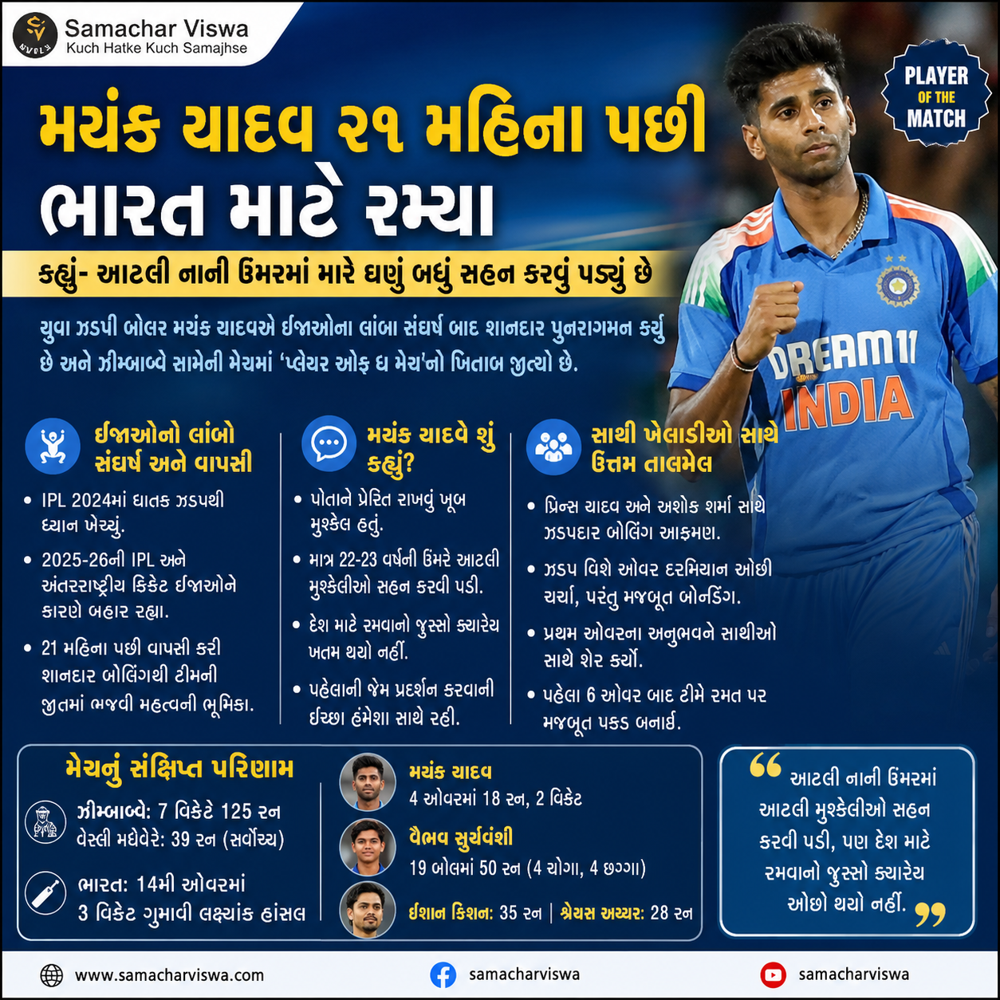 Samachar Viswa
Kuch Hatke Kuch Samajhse
PLAYER
OF THE
MATCH
મયંક યાદવ ૨૧ મહિના પછી
ભારત માટે રમ્યા
કહ્યું- આટલી નાની ઉંમરમાં મારે ઘણું બધું સહન કરવું પડ્યું છે
યુવા ઝડપી બોલર મયંક યાદવએ ઈજાઓના લાંબા સંઘર્ષ બાદ શાનદાર પુનરાગમન કર્યું
છે અને ઝીમ્બાબ્વે સામેની મેચમાં ‘પ્લેયર ઓફ ધ મેચ’નો ખિતાબ જીત્યો છે.
DREAM11
INDIA
ઈજાઓનો લાંબો
સંઘર્ષ અને વાપસી
• IPL 2024માં ઘાતક ઝડપથી
ધ્યાન ખેચ્યું.
• 2025-26ની IPL અને
અંતરરાષ્ટ્રીય ક્રિકેટ ઈજાઓને
કારણે બહાર રહ્યા.
• 21 મહિના પછી વાપસી કરી
શાનદાર બોલિંગથી ટીમની
જીતમાં ભજવી મહત્વની ભૂમિકા.
મયંક યાદવે શું
કહ્યું?
• પોતાને પ્રેરિત રાખવું ખૂબ
મુશ્કેલ હતું.
• માત્ર 22-23 વર્ષની ઉંમરે આટલી
મુશ્કેલીઓ સહન કરવી પડી.
• દેશ માટે રમવાનો જુસ્સો ક્યારેય
ખતમ થયો નહીં.
• પહેલાની જેમ પ્રદર્શન કરવાની
ઈચ્છા હંમેશા સાથે રહી.
સાથી ખેલાડીઓ સાથે
ઉત્તમ તાલમેલ
• પ્રિન્સ યાદવ અને અશોક શર્મા સાથે
ઝડપદાર બોલિંગ આક્રમણ.
• ઝડપ વિશે ઓવર દરમિયાન ઓછી
ચર્ચા, પરંતુ મજબૂત બોન્ડિંગ.
• પ્રથમ ઓવરના અનુભવને સાથીઓ
સાથે શેર કર્યો.
• પહેલા 6 ઓવર બાદ ટીમે રમત પર
મજબૂત પકડ બનાઈ.
મેચનું સંક્ષિપ્ત પરિણામ
ઝીમ્બાબ્વે: 7 વિકેટે 125 રન
વેસ્લી મધેવેરે: 39 રન (સર્વોચ્ચ)
ભારત: 14મી ઓવરમાં
3 વિકેટ ગુમાવી લક્ષ્યાંક હાંસલ
મયંક યાદવ
4 ઓવરમાં 18 રન, 2 વિકેટ
વૈભવ સુર્યવંશી
19 બોલમાં 50 રન (4 ચોગા, 4 છગ્ગા)
ઈશાન કિશન: 35 રન | શ્રેયસ અય્યર: 28 રન
“ આટલી નાની ઉંમરમાં
આટલી મુશ્કેલીઓ સહન
કરવી પડી, પણ દેશ માટે
રમવાનો જુસ્સો ક્યારેય
ઓછો થયો નહીં. ”
www.samacharviswa.com
samacharviswa
samacharviswa